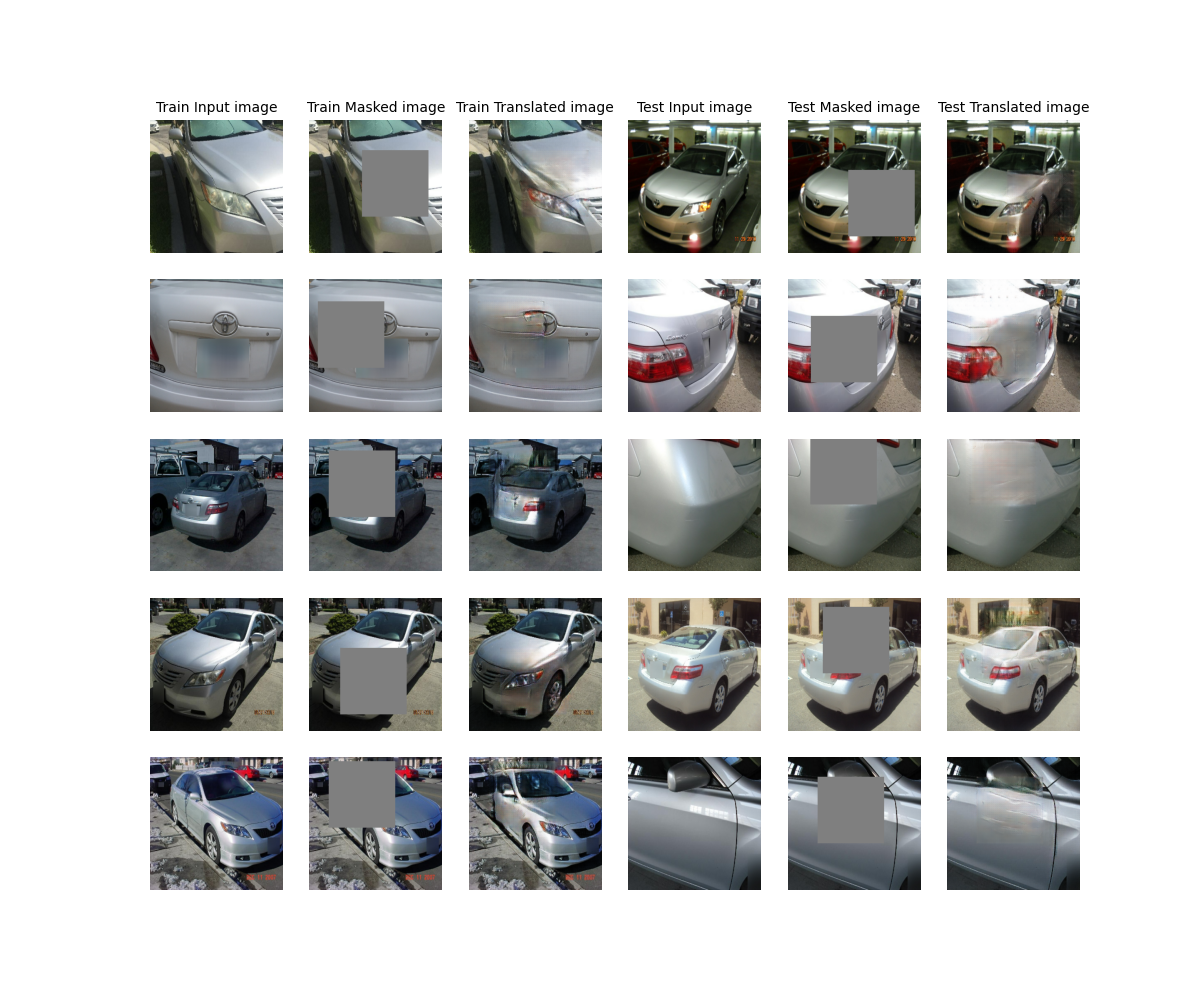 Train Input image
Train Masked image
Train Translated image
Test Input image
Test Masked image
Test Translated image